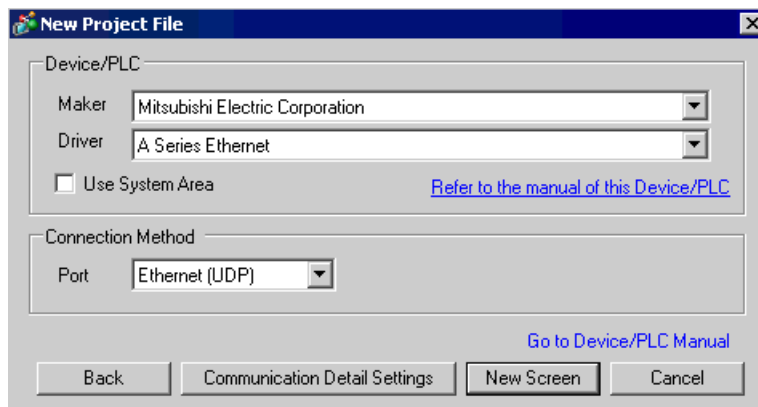 New Project File
Device/PLC
Maker Mitsubishi Electric Corporation
Driver A Series Ethernet
Use System Area Refer to the manual of this Device/PLC
Connection Method
Port Ethernet (UDP)
Go to Device/PLC Manual
Back Communication Detail Settings New Screen Cancel